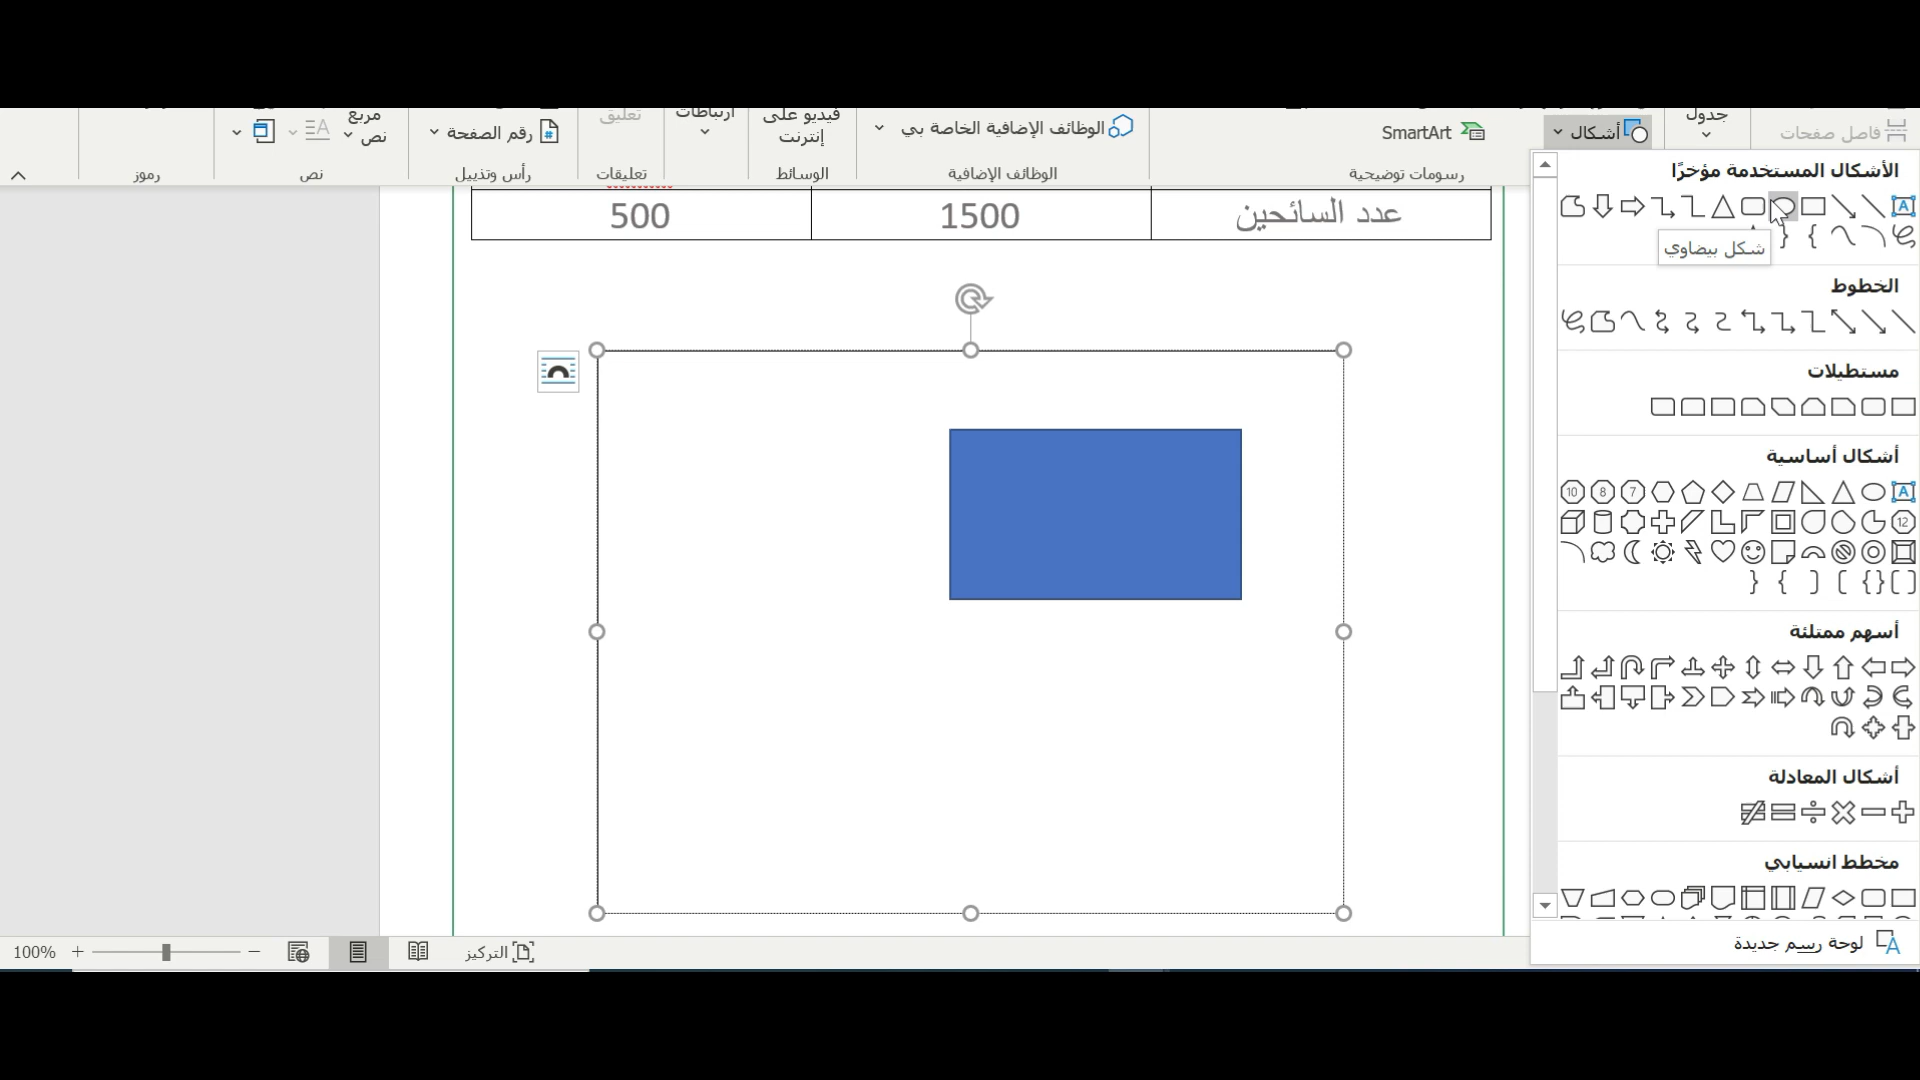 فاصل صفحات
جدول
أشكال
SmartArt
رسومات توضيحية
الوظائف الإضافية الخاصة بي
الوظائف الإضافية
فيديو على
إنترنت
الوسائط
ارتباطات
تعليق
تعليقات
رقم الصفحة
رأس وتذييل
مربع
نص
نص
رموز
عدد السائحين 1500 500
الأشكال المستخدمة مؤخرًا
شكل بيضاوي
الخطوط
مستطيلات
أشكال أساسية
أسهم ممتلئة
أشكال المعادلة
مخطط انسيابي
لوحة رسم جديدة
التركيز
100%